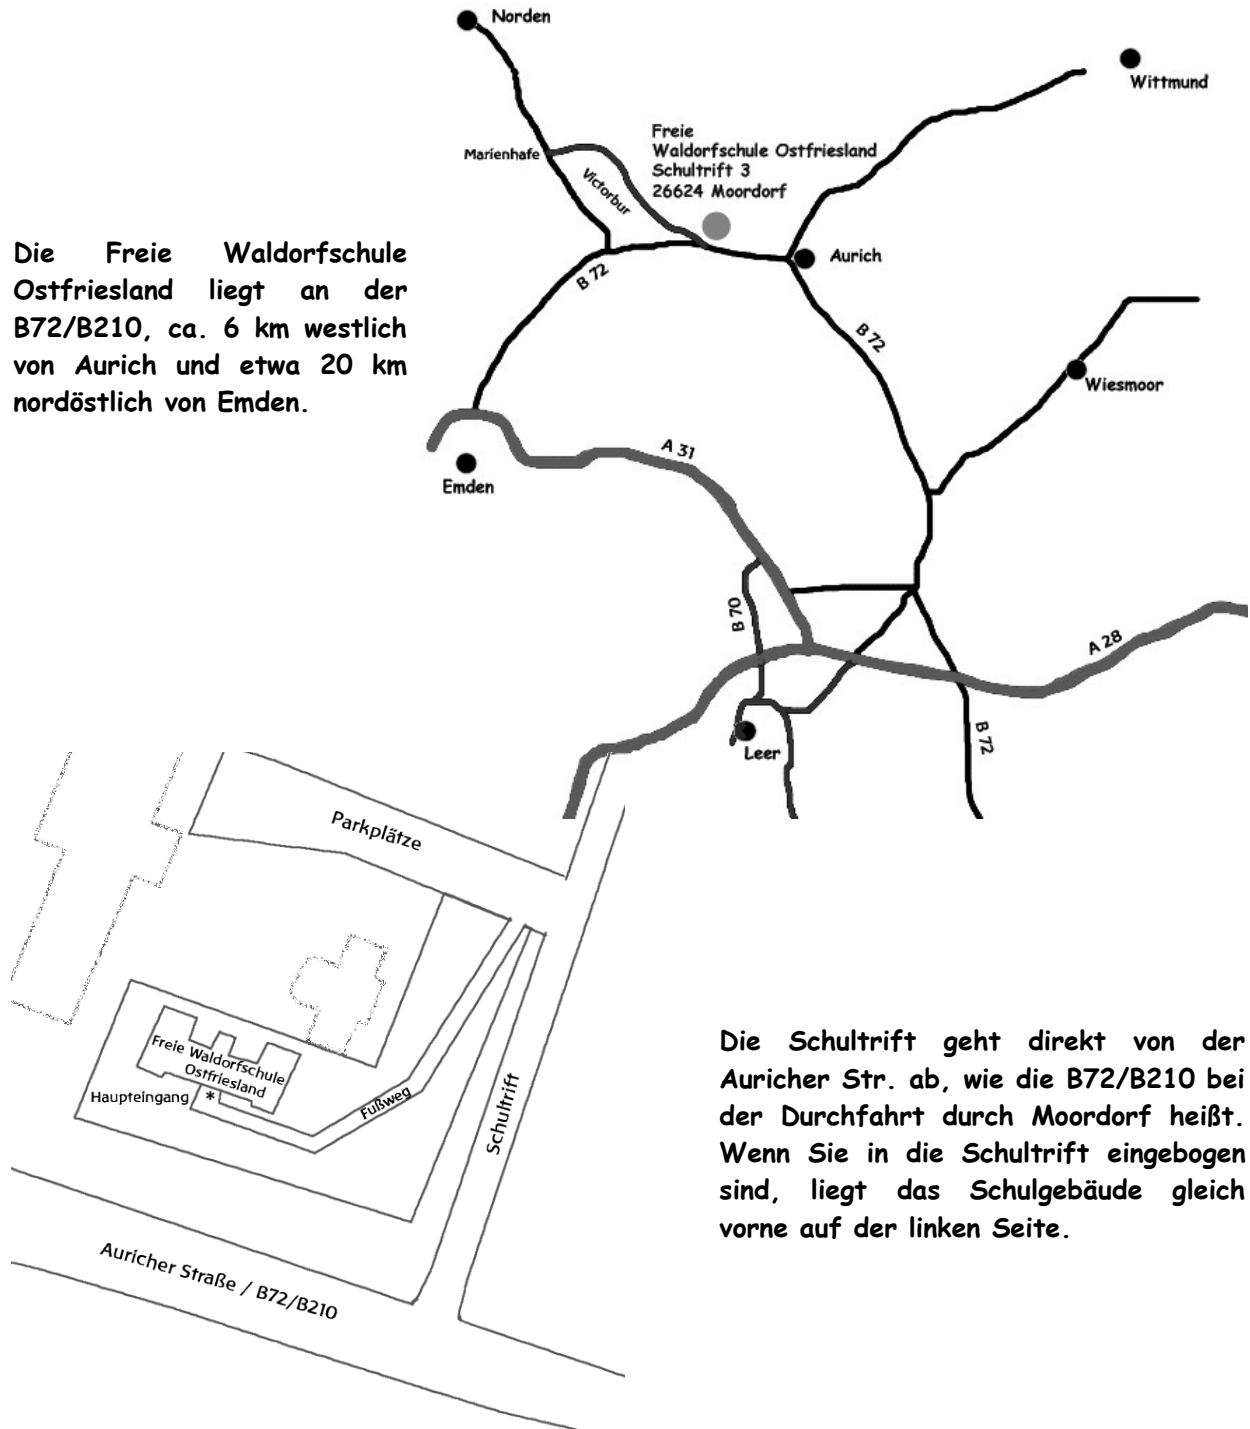 Norden
Wittmund
Freie
Waldorfschule Ostfriesland
Schultrift 3
26624 Moordorf
Marienhafe
Victorbur
Die Freie Waldorfschule
Ostfriesland liegt an der
B72/B210, ca. 6 km westlich
von Aurich und etwa 20 km
nordöstlich von Emden.
Aurich
B 72
B 72
Wiesmoor
A 31
Emden
B 70
A 28
B 72
Leer
Parkplätze
Freie Waldorfschule
Ostfriesland
Haupteingang *
Fußweg
Schultrift
Auricher Straße / B72/B210
Die Schultrift geht direkt von der
Auricher Str. ab, wie die B72/B210 bei
der Durchfahrt durch Moordorf heißt.
Wenn Sie in die Schultrift eingebogen
sind, liegt das Schulgebäude gleich
vorne auf der linken Seite.